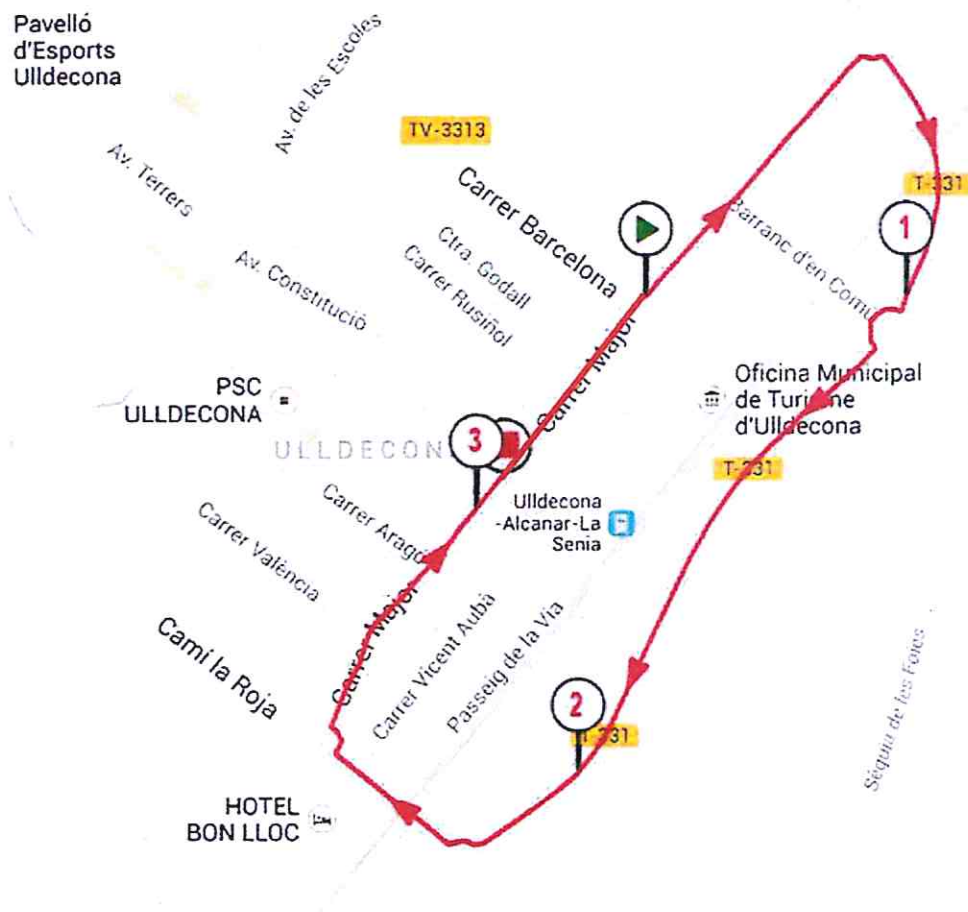 Pavelló
d'Esports
Ulldecona
Av. de les Escoles
TV-3313
Av. Terrers
Carrer Barcelona
T-331
1
Barranc d'en Comú
Ctra. Godall
Av. Constitució
Carrer Rusiñol
Carrer Major
PSC
ULLDECONA
Oficina Municipal
de Turisme
d'Ulldecona
3
ULLDECON
T-331
Ulldecona
-Alcanar-La
Senia
Carrer Aragó
Carrer València
Carrer Major
Carrer Vicent Aubà
Passeig de la Via
Camí la Roja
2
T-331
Séquia de les Foies
HOTEL
BON LLOC